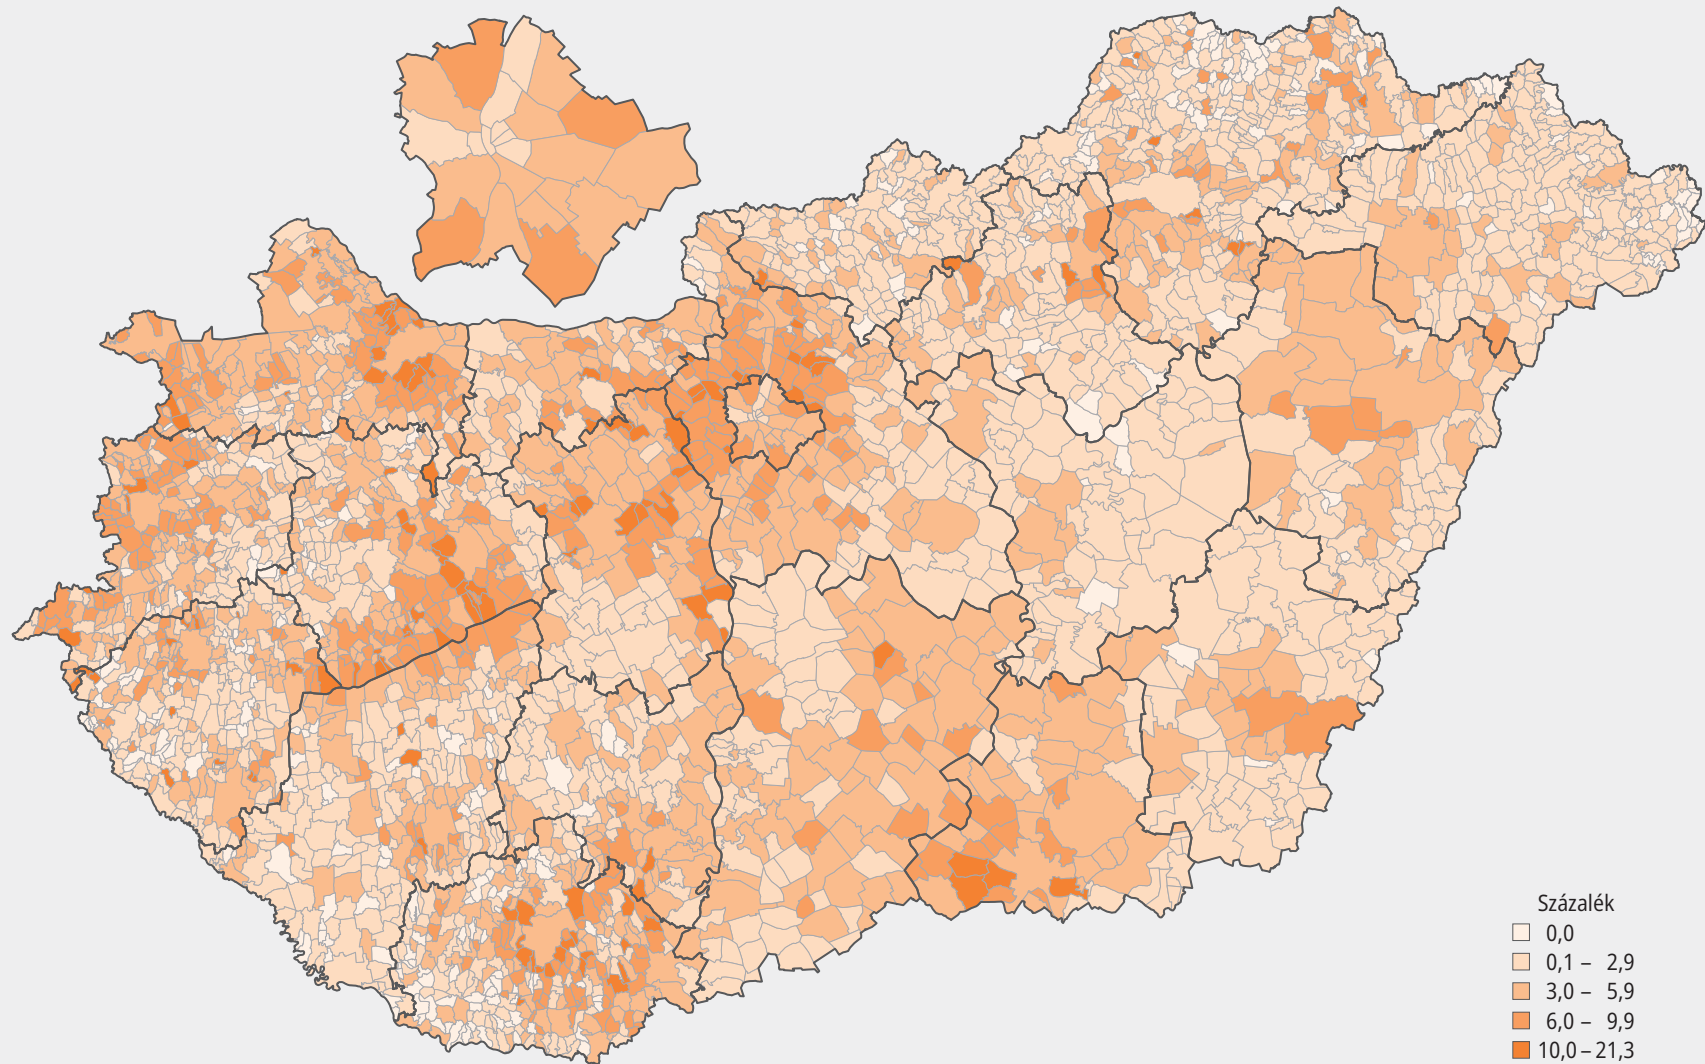 Százalék
0,0
0,1 – 2,9
3,0 – 5,9
6,0 – 9,9
10,0 – 21,3